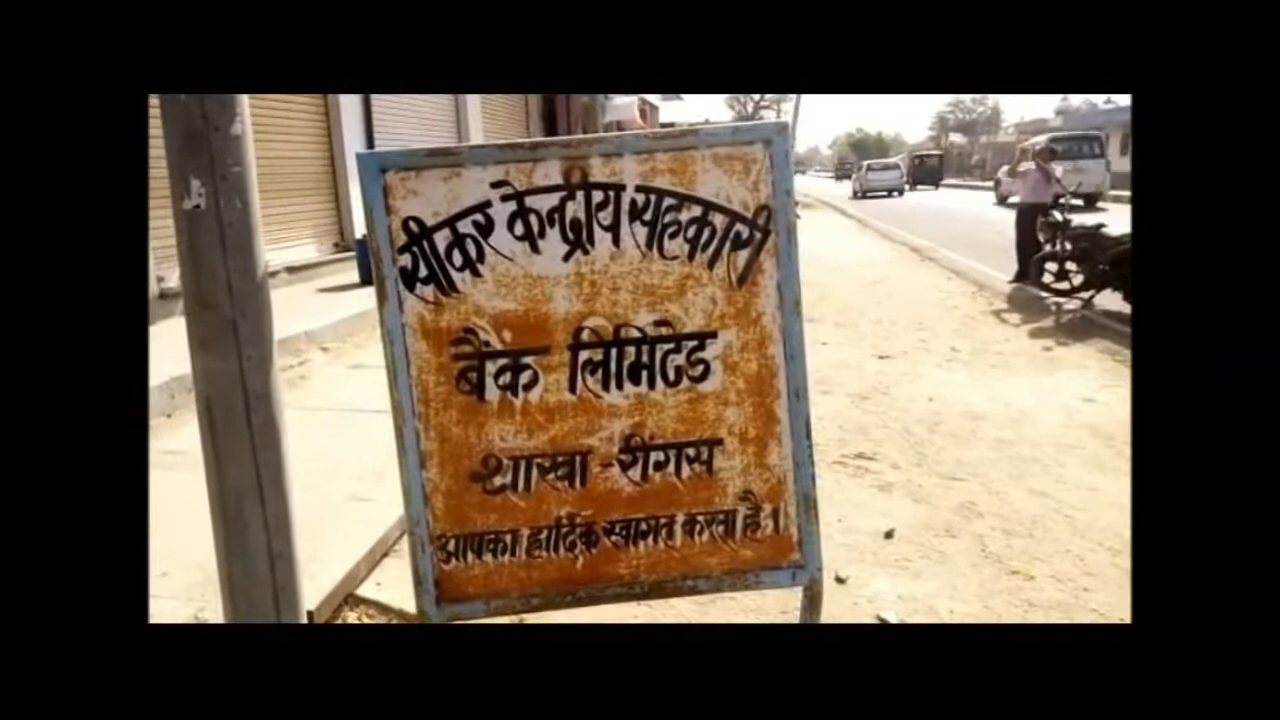 सीकर केन्द्रीय सहकारी
बैंक लिमिटेड
शाखा - रींगस
आपका हार्दिक स्वागत करता है।